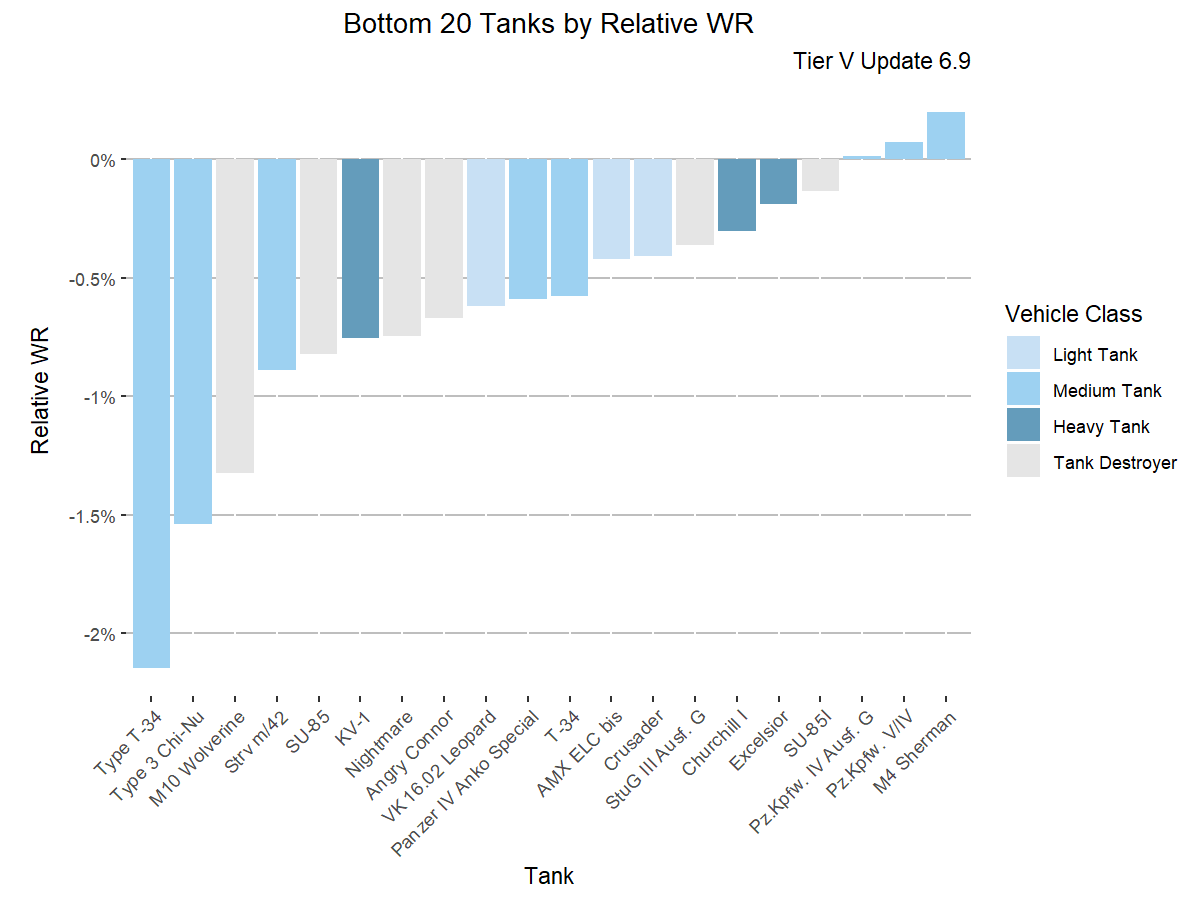 Bottom 20 Tanks by Relative WR
Tier V Update 6.9
0%
-0.5%
-1%
-1.5%
-2%
Relative WR
Type T-34
Type 3 Chi-Nu
M10 Wolverine
Strv m/42
SU-85
KV-1
Nightmare
Angry Connor
VK 16.02 Leopard
Panzer IV Anko Special
T-34
AMX ELC bis
Crusader
StuG III Ausf. G
Churchill I
Excelsior
SU-85I
Pz.Kpfw. IV Ausf. G
Pz.Kpfw. V/IV
M4 Sherman
Tank
Vehicle Class
Light Tank
Medium Tank
Heavy Tank
Tank Destroyer